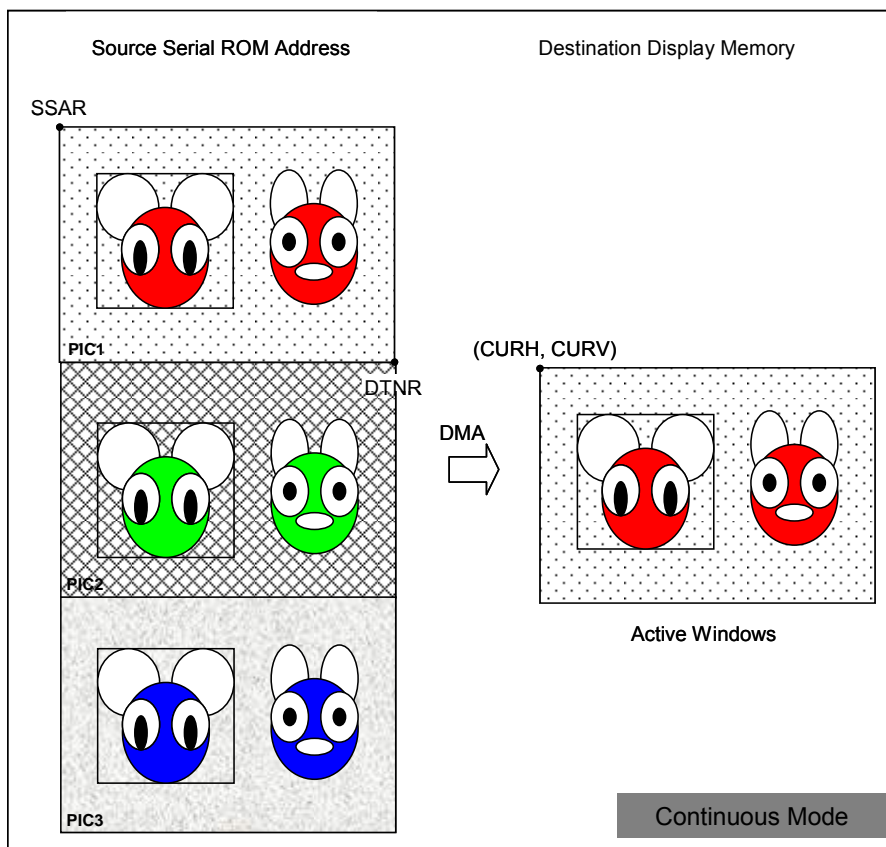 Source Serial ROM Address
Destination Display Memory
SSAR
PIC1
DTNR
PIC2
PIC3
DMA
(CURH, CURV)
Active Windows
Continuous Mode